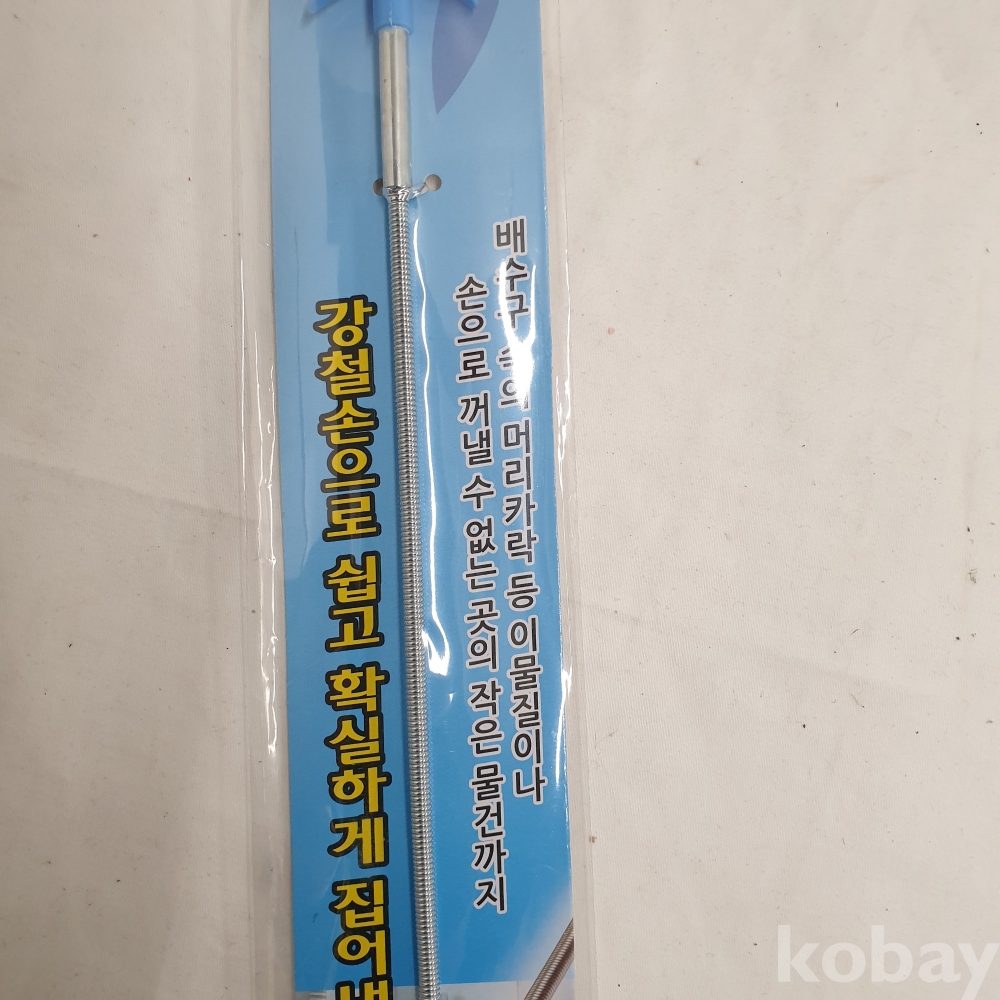 배수구 속의 머리카락 등 이물질이나
손으로 꺼낼 수 없는 곳의 작은 물건까지
강철손으로 쉽고 확실하게 집어
kobay